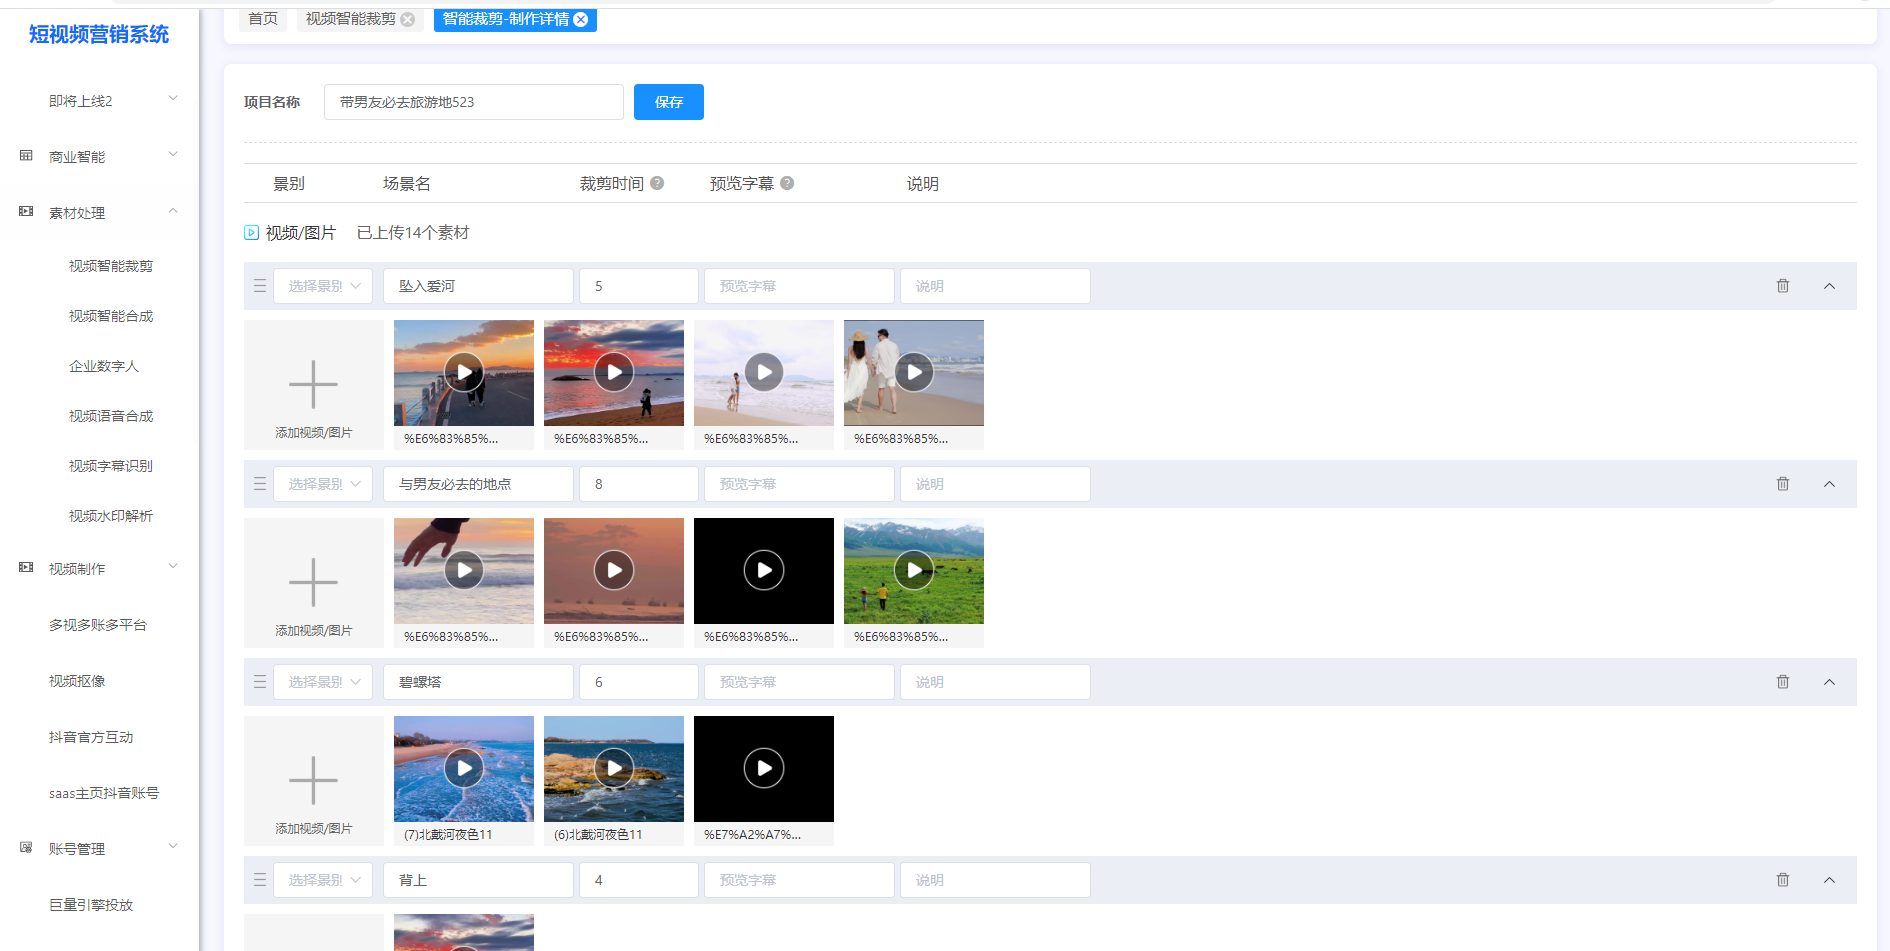 首页 视频智能裁剪 智能裁剪-制作详情
短视频营销系统
即将上线2
商业智能
素材处理
视频智能裁剪
视频智能合成
企业数字人
视频语音合成
视频字幕识别
视频水印解析
视频制作
多视多账多平台
视频抠像
抖音官方互动
saas主页抖音账号
账号管理
巨量引擎投放
项目名称 带男友必去旅游地523 保存
景别 场景名 裁剪时间 ? 预览字幕 ? 说明
视频/图片 已上传14个素材
选择景别 坠入爱河 5 预览字幕 说明
添加视频/图片 %E6%83%85%... %E6%83%85%... %E6%83%85%... %E6%83%85%...
选择景别 与男友必去的地点 8 预览字幕 说明
添加视频/图片 %E6%83%85%... %E6%83%85%... %E6%83%85%... %E6%83%85%...
选择景别 碧螺塔 6 预览字幕 说明
添加视频/图片 (7)北戴河夜色11 (6)北戴河夜色11 %E7%A2%A7%...
选择景别 背上 4 预览字幕 说明